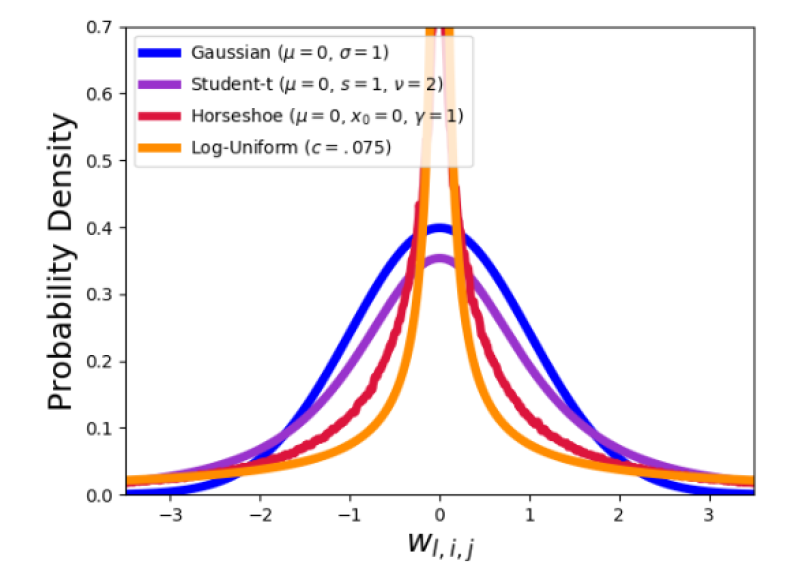 Probability Density
0.7
0.6
0.5
0.4
0.3
0.2
0.1
0.0
Gaussian (μ = 0, σ = 1)
Student-t (μ = 0, s = 1, ν = 2)
Horseshoe (μ = 0, x₀ = 0, γ = 1)
Log-Uniform (c = .075)
−3 −2 −1 0 1 2 3
w_{l, i, j}